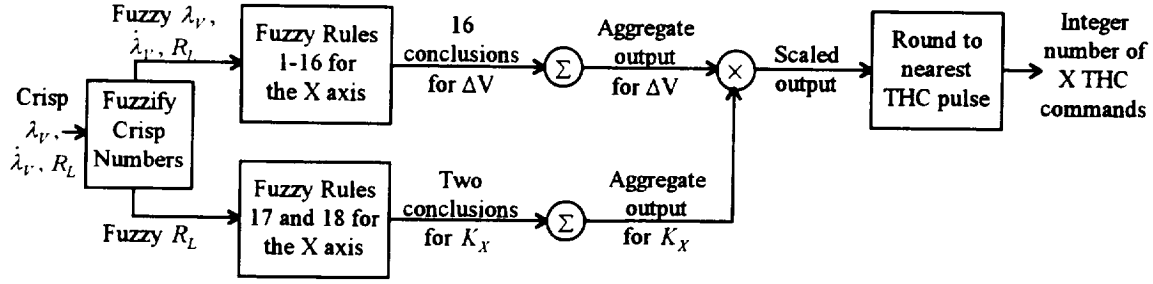 Fuzzy λ_V,
λ̇_V, R_L
Fuzzy Rules
1-16 for
the X axis
16
conclusions
for ΔV
Σ
Aggregate
output
for ΔV
×
Scaled
output
Round to
nearest
THC pulse
Integer
number of
X THC
commands
Crisp
λ_V,
λ̇_V, R_L
Fuzzify
Crisp
Numbers
Fuzzy R_L
Fuzzy Rules
17 and 18 for
the X axis
Two
conclusions
for K_X
Σ
Aggregate
output
for K_X